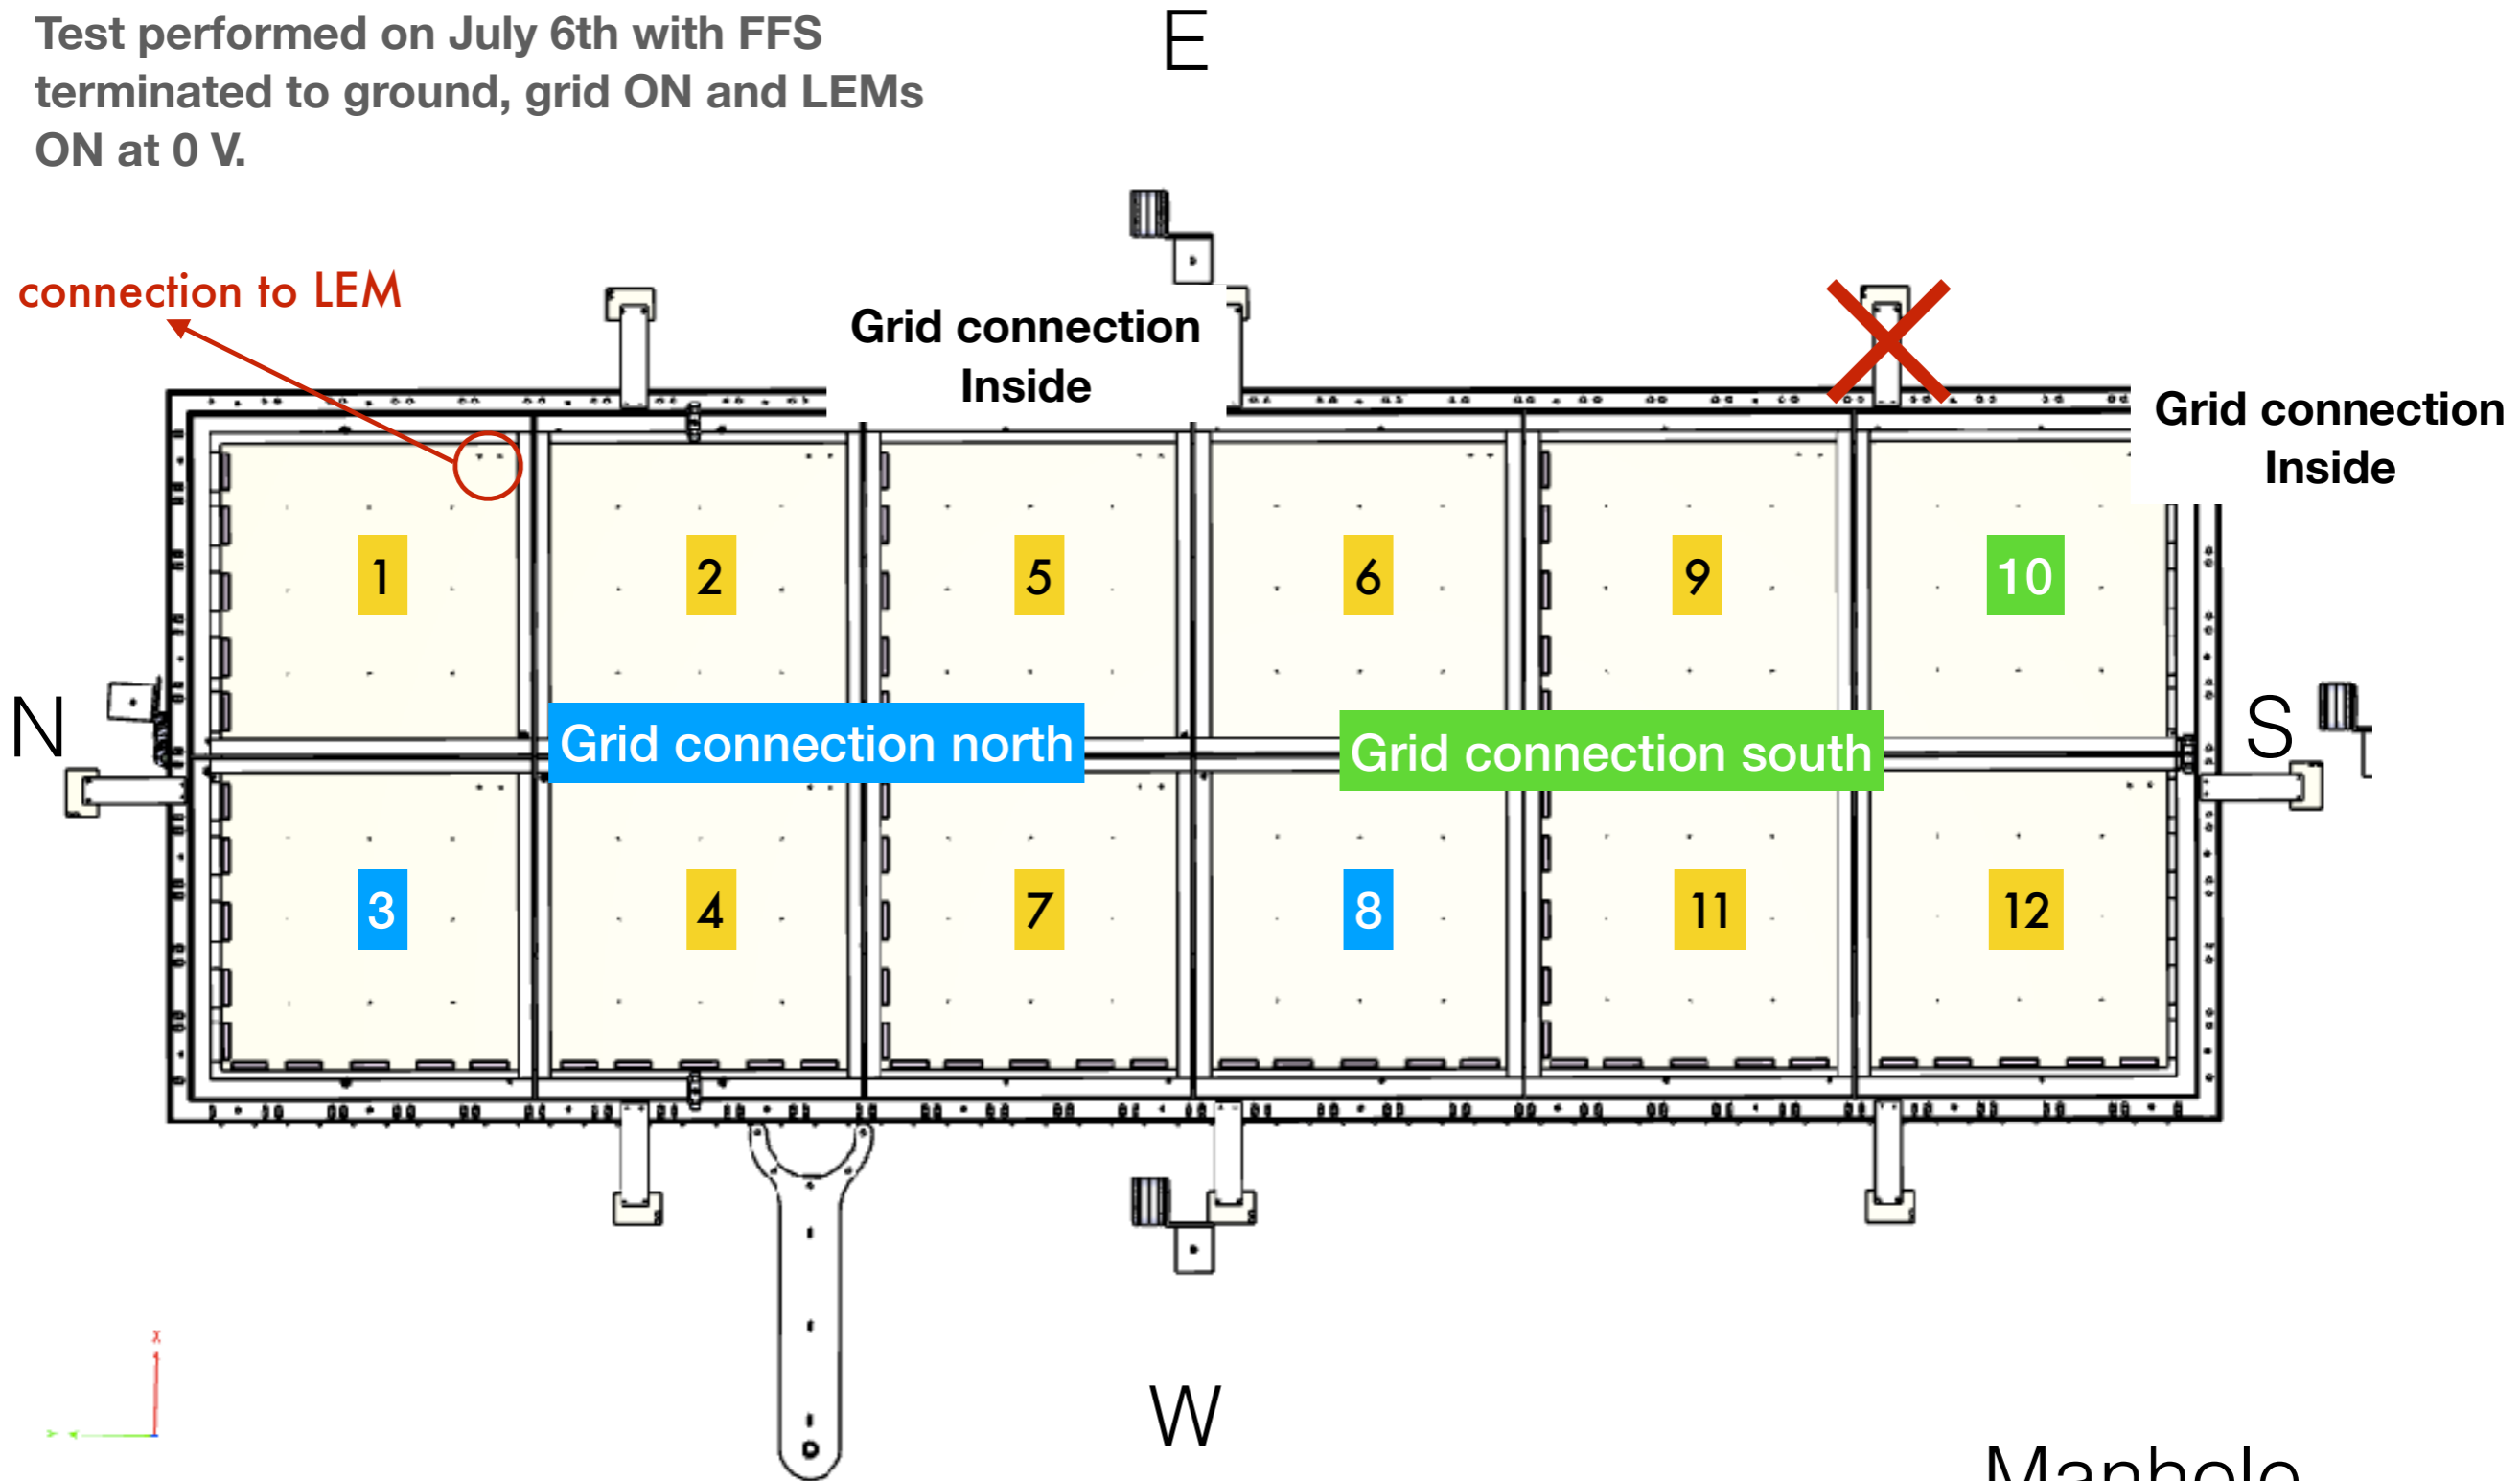 Test performed on July 6th with FFS
terminated to ground, grid ON and LEMs
ON at 0 V.
E
connection to LEM
Grid connection
Inside
Grid connection
Inside
1
2
5
6
9
10
N
Grid connection north
Grid connection south
S
3
4
7
8
11
12
X
Y
W
Manhole